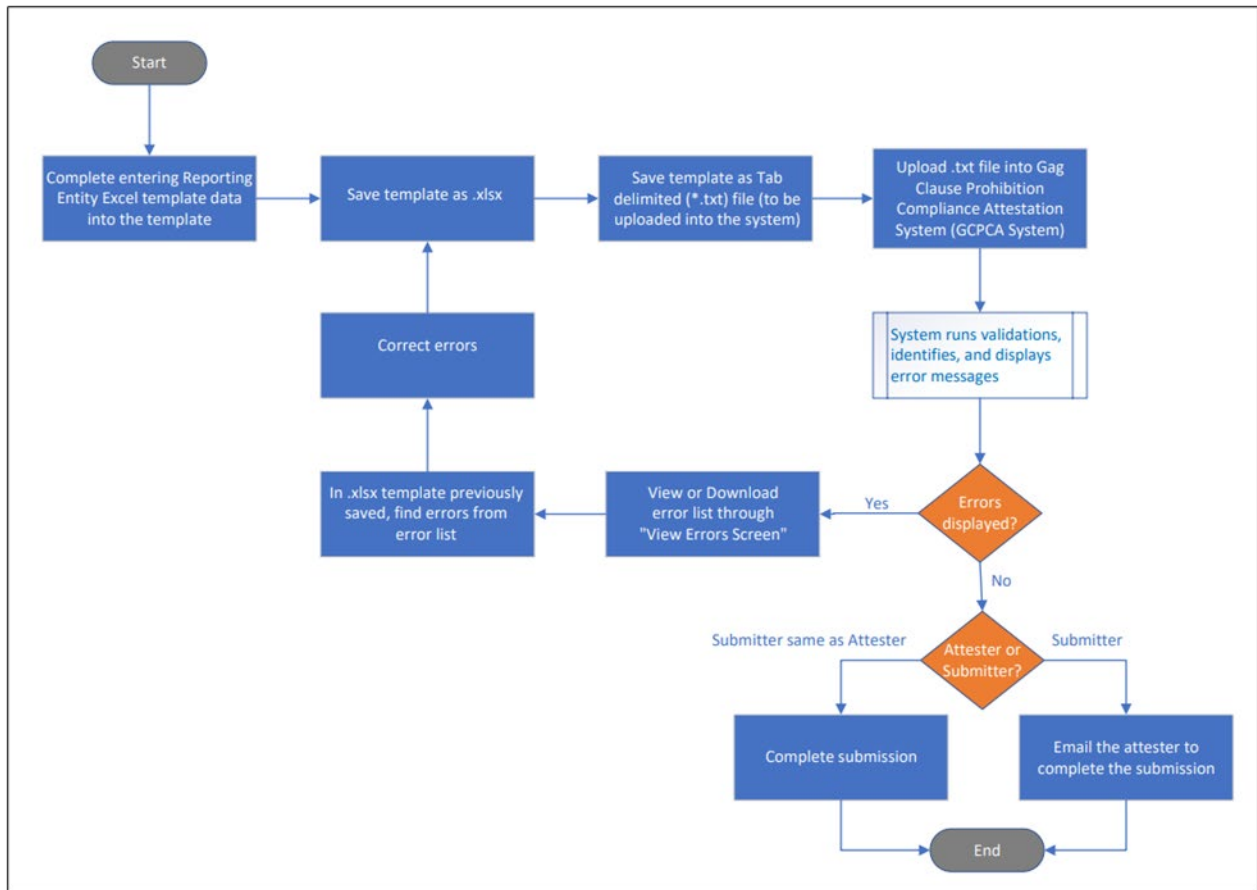 Start
Complete entering Reporting
Entity Excel template data
into the template
Save template as .xlsx
Save template as Tab
delimited (*.txt) file (to be
uploaded into the system)
Upload .txt file into Gag
Clause Prohibition
Compliance Attestation
System (GCPCA System)
System runs validations,
identifies, and displays
error messages
Errors
displayed?
Yes
View or Download
error list through
"View Errors Screen"
In .xlsx template previously
saved, find errors from
error list
Correct errors
No
Attester or
Submitter?
Submitter same as Attester
Submitter
Complete submission
Email the attester to
complete the submission
End